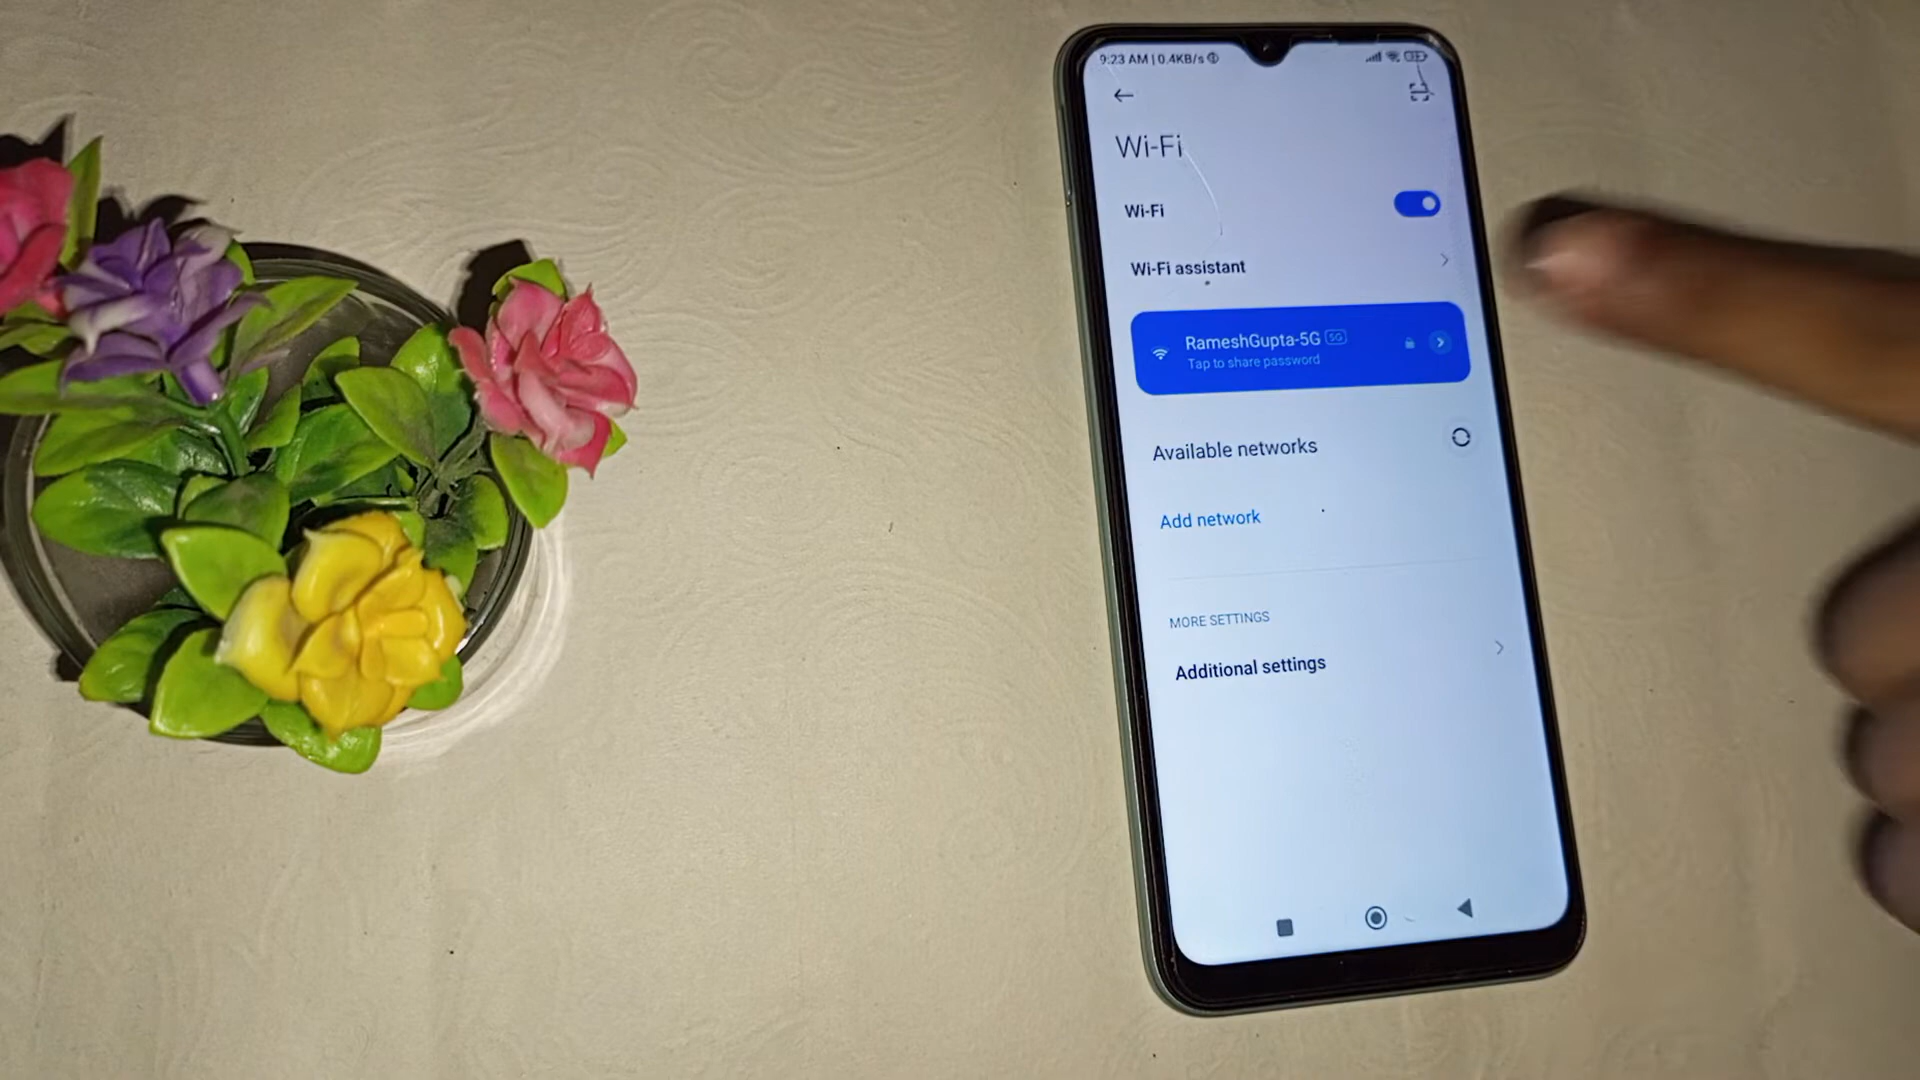 9:23 AM | 0.4KB/s
Wi-Fi
Wi-Fi
Wi-Fi assistant
RameshGupta-5G 5G
Tap to share password
Available networks
Add network
MORE SETTINGS
Additional settings